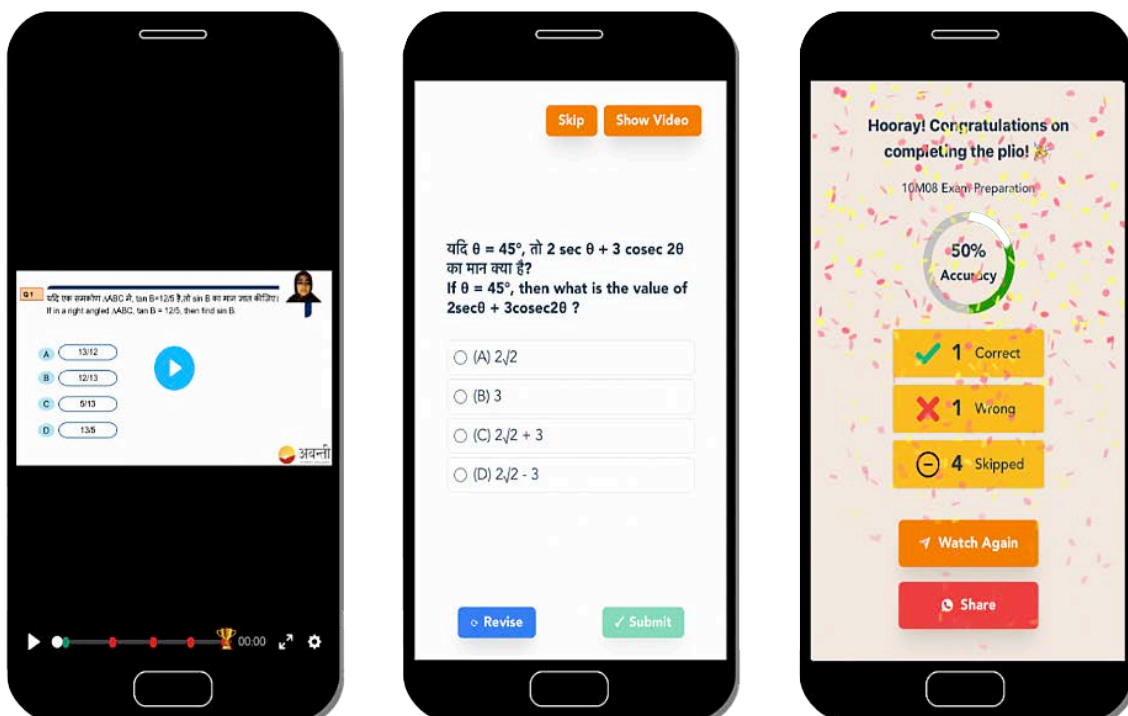 Q1
यदि एक समकोण ΔABC में, tan B=12/5 है,तो sin B का मान ज्ञात कीजिए।
If in a right angled ΔABC, tan B = 12/5, then find sin B.
A 13/12
B 12/13
C 5/13
D 13/5
अवन्ती
00:00
Skip
Show Video
यदि θ = 45°, तो 2 sec θ + 3 cosec 2θ
का मान क्या है?
If θ = 45°, then what is the value of
2secθ + 3cosec2θ ?
(A) 2√2
(B) 3
(C) 2√2 + 3
(D) 2√2 - 3
Revise
✓ Submit
Hooray! Congratulations on
completing the plio! 🎉
10M08 Exam Preparation
50%
Accuracy
1 Correct
1 Wrong
4 Skipped
Watch Again
Share